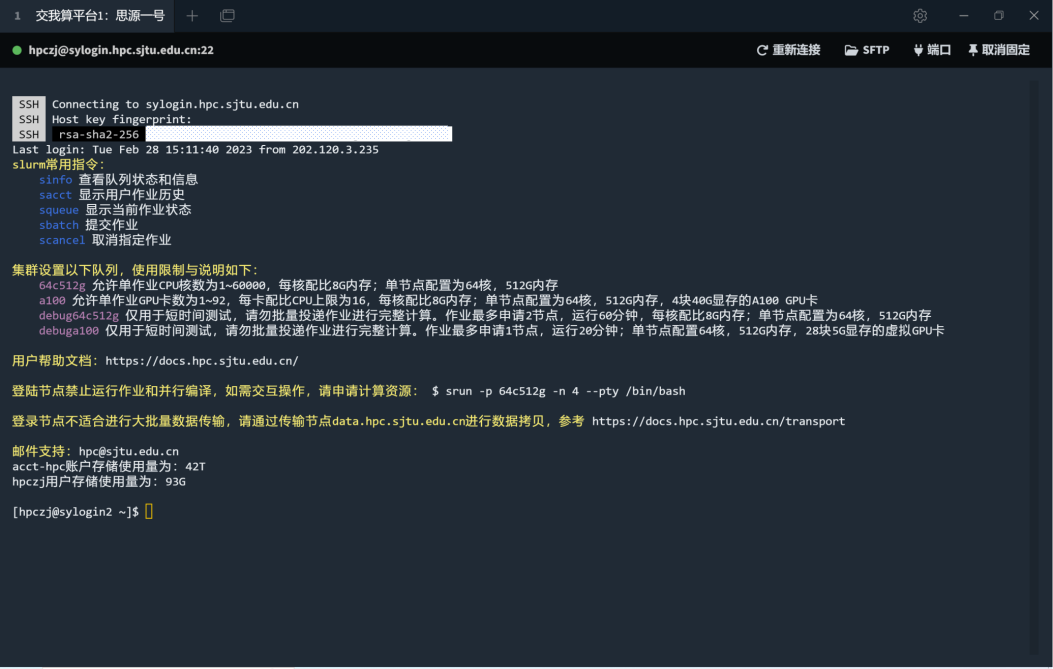 1 交我算平台1：思源一号
hpczj@sylogin.hpc.sjtu.edu.cn:22 重新连接 SFTP 端口 取消固定
SSH Connecting to sylogin.hpc.sjtu.edu.cn
SSH Host key fingerprint:
SSH rsa-sha2-256
Last login: Tue Feb 28 15:11:40 2023 from 202.120.3.235
slurm常用指令：
sinfo 查看队列状态和信息
sacct 显示用户作业历史
squeue 显示当前作业状态
sbatch 提交作业
scancel 取消指定作业
集群设置以下队列，使用限制与说明如下：
64c512g 允许单作业CPU核数为1~60000，每核配比8G内存；单节点配置为64核，512G内存
a100 允许单作业GPU卡数为1~92，每卡配比CPU上限为16，每核配比8G内存；单节点配置为64核，512G内存，4块40G显存的A100 GPU卡
debug64c512g 仅用于短时间测试，请勿批量投递作业进行完整计算。作业最多申请2节点，运行60分钟，每核配比8G内存；单节点配置为64核，512G内存
debuga100 仅用于短时间测试，请勿批量投递作业进行完整计算。作业最多申请1节点，运行20分钟；单节点配置64核，512G内存，28块5G显存的虚拟GPU卡
用户帮助文档：https://docs.hpc.sjtu.edu.cn/
登陆节点禁止运行作业和并行编译，如需交互操作，请申请计算资源： $ srun -p 64c512g -n 4 --pty /bin/bash
登录节点不适合进行大批量数据传输，请通过传输节点data.hpc.sjtu.edu.cn进行数据拷贝，参考 https://docs.hpc.sjtu.edu.cn/transport
邮件支持：hpc@sjtu.edu.cn
acct-hpc账户存储使用量为：42T
hpczj用户存储使用量为：93G
[hpczj@sylogin2 ~]$